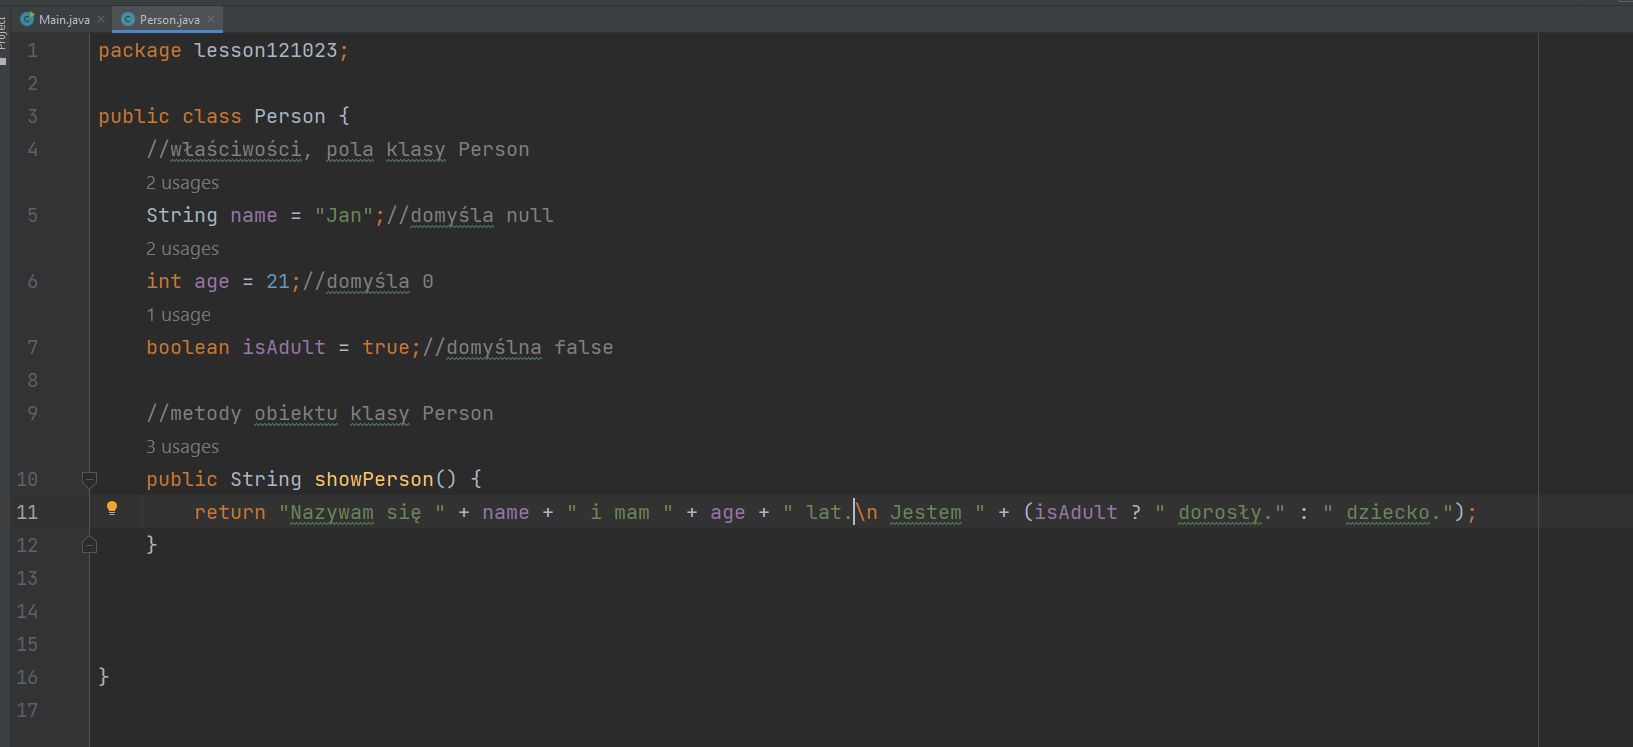 Main.java Person.java
Project
1 package lesson121023;
2
3 public class Person {
4 //właściwości, pola klasy Person
2 usages
5 String name = "Jan";//domyśla null
2 usages
6 int age = 21;//domyśla 0
1 usage
7 boolean isAdult = true;//domyślna false
8
9 //metody obiektu klasy Person
3 usages
10 public String showPerson() {
11 return "Nazywam się " + name + " i mam " + age + " lat.\n Jestem " + (isAdult ? " dorosły." : " dziecko.");
12 }
13
14
15
16 }
17